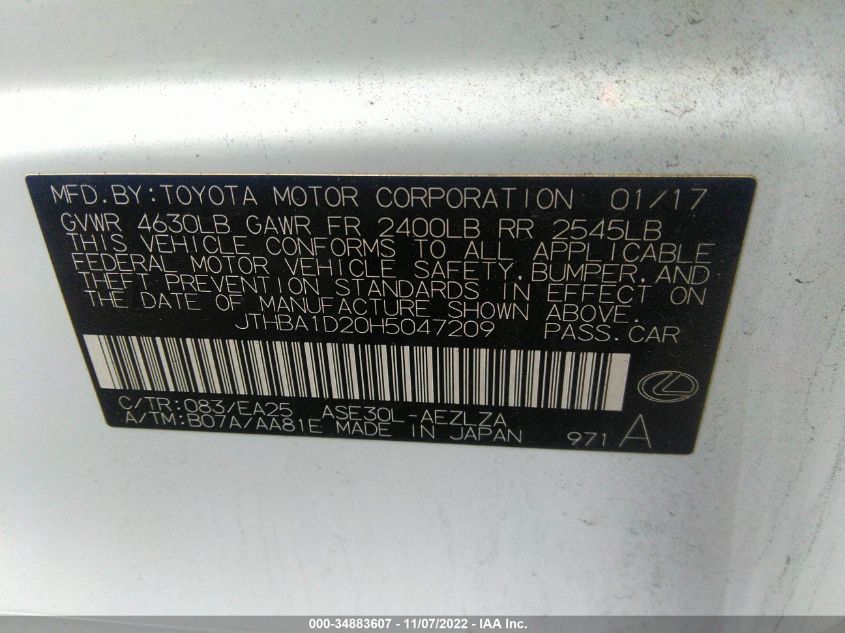 MFD.BY:TOYOTA MOTOR CORPORATION 01/17
GVWR 4630LB GAWR FR 2400LB RR 2545LB
THIS VEHICLE CONFORMS TO ALL APPLICABLE
FEDERAL MOTOR VEHICLE SAFETY,BUMPER,AND
THEFT PREVENTION STANDARDS IN EFFECT ON
THE DATE OF MANUFACTURE SHOWN ABOVE.
JTHBA1D20H5047209 PASS.CAR
C/TR:083/EA25 ASE30L-AEZLZA
A/TM:B07A/AA81E MADE IN JAPAN 971 A
000-34883607 - 11/07/2022 - IAA Inc.